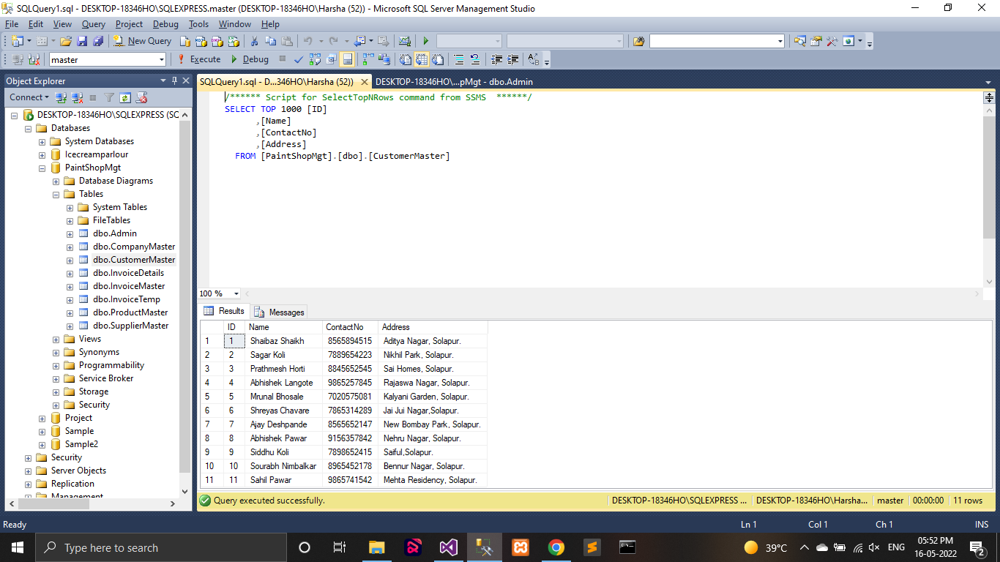 SQLQuery1.sql - DESKTOP-18346HO\SQLEXPRESS.master (DESKTOP-18346HO\Harsha (52)) - Microsoft SQL Server Management Studio
File Edit View Query Project Debug Tools Window Help
New Query
master Execute Debug
Object Explorer
Connect
DESKTOP-18346HO\SQLEXPRESS (SC
Databases
System Databases
Icecreamparlour
PaintShopMgt
Database Diagrams
Tables
System Tables
FileTables
dbo.Admin
dbo.CompanyMaster
dbo.CustomerMaster
dbo.InvoiceDetails
dbo.InvoiceMaster
dbo.InvoiceTemp
dbo.ProductMaster
dbo.SupplierMaster
Views
Synonyms
Programmability
Service Broker
Storage
Security
Project
Sample
Sample2
Security
Server Objects
Replication
Management
SQLQuery1.sql - D...346HO\Harsha (52)) DESKTOP-18346HO\...pMgt - dbo.Admin
/****** Script for SelectTopNRows command from SSMS ******/
SELECT TOP 1000 [ID]
,[Name]
,[ContactNo]
,[Address]
FROM [PaintShopMgt].[dbo].[CustomerMaster]
100 %
Results Messages
ID Name ContactNo Address
1 1 Shaibaz Shaikh 8565894515 Aditya Nagar, Solapur.
2 2 Sagar Koli 7889654223 Nikhil Park, Solapur.
3 3 Prathmesh Horti 8845652545 Sai Homes, Solapur.
4 4 Abhishek Langote 9865257845 Rajaswa Nagar, Solapur.
5 5 Mrunal Bhosale 7020575081 Kalyani Garden, Solapur.
6 6 Shreyas Chavare 7865314289 Jai Jui Nagar,Solapur.
7 7 Ajay Deshpande 8565652147 New Bombay Park, Solapur.
8 8 Abhishek Pawar 9156357842 Nehru Nagar, Solapur.
9 9 Siddhu Koli 7898652415 Saiful,Solapur.
10 10 Sourabh Nimbalkar 8965452178 Bennur Nagar, Solapur.
11 11 Sahil Pawar 9865741542 Mehta Residency, Solapur.
Query executed successfully. DESKTOP-18346HO\SQLEXPRESS ... DESKTOP-18346HO\Harsha... master 00:00:00 11 rows
Ready Ln 1 Col 1 Ch 1 INS
Type here to search 39°C ENG 05:52 PM
16-05-2022 2